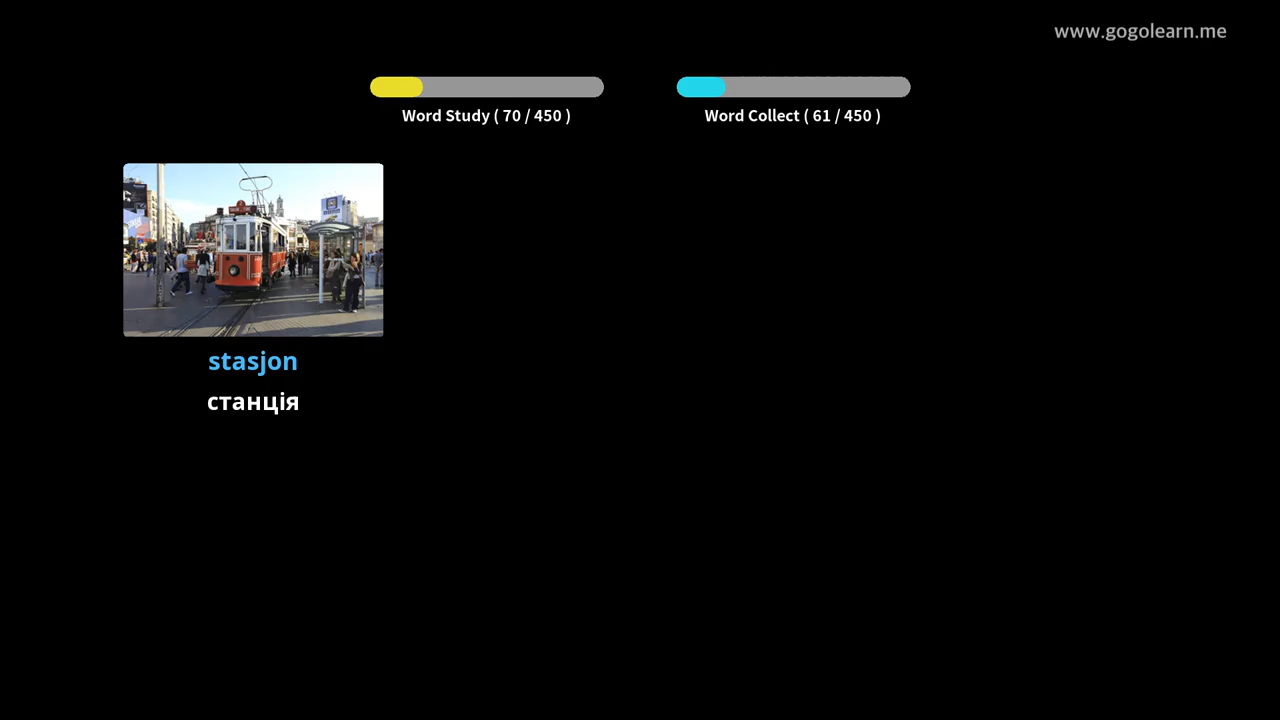 www.gogolearn.me
Word Study ( 70 / 450 )
Word Collect ( 61 / 450 )
stasjon
станція